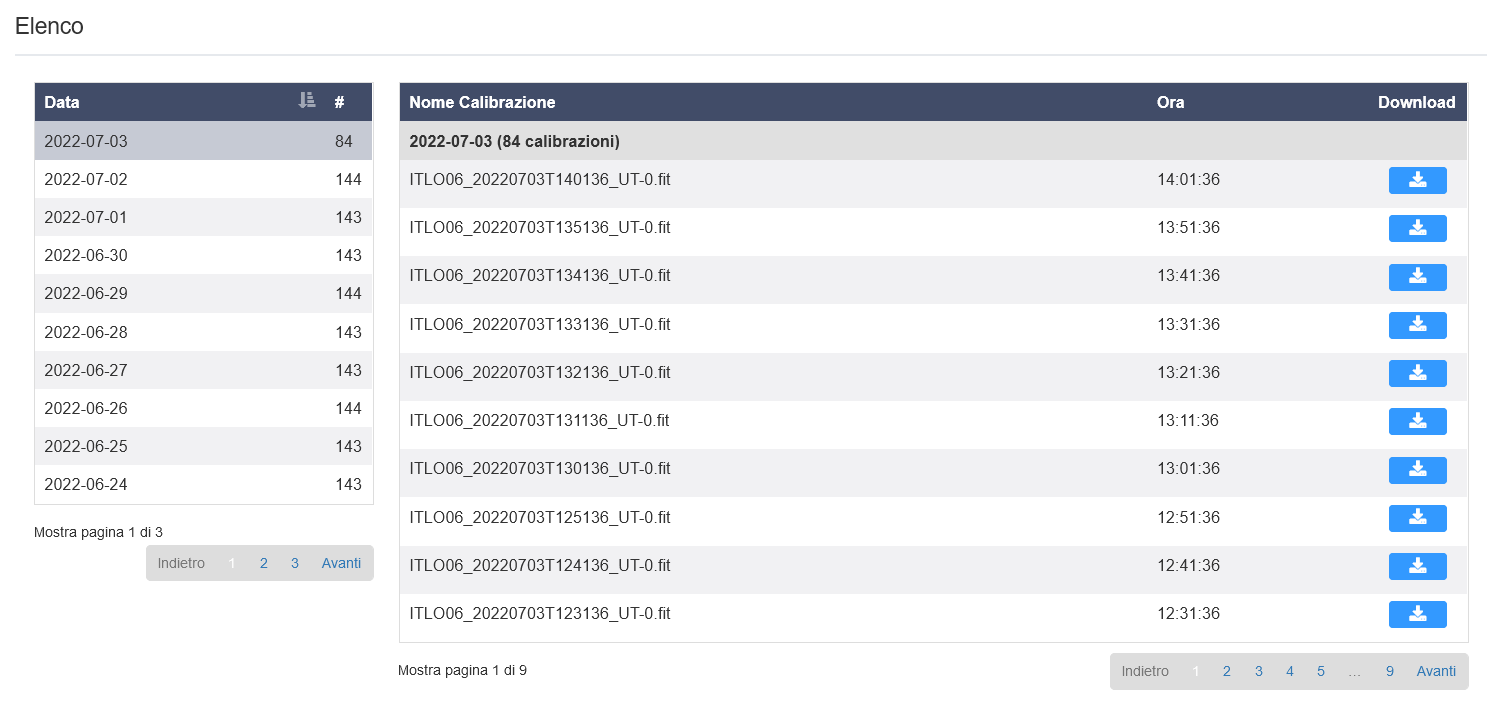 Elenco
Data #
2022-07-03 84
2022-07-02 144
2022-07-01 143
2022-06-30 143
2022-06-29 144
2022-06-28 143
2022-06-27 143
2022-06-26 144
2022-06-25 143
2022-06-24 143
Mostra pagina 1 di 3
Indietro 1 2 3 Avanti
Nome Calibrazione Ora Download
2022-07-03 (84 calibrazioni)
ITLO06_20220703T140136_UT-0.fit 14:01:36
ITLO06_20220703T135136_UT-0.fit 13:51:36
ITLO06_20220703T134136_UT-0.fit 13:41:36
ITLO06_20220703T133136_UT-0.fit 13:31:36
ITLO06_20220703T132136_UT-0.fit 13:21:36
ITLO06_20220703T131136_UT-0.fit 13:11:36
ITLO06_20220703T130136_UT-0.fit 13:01:36
ITLO06_20220703T125136_UT-0.fit 12:51:36
ITLO06_20220703T124136_UT-0.fit 12:41:36
ITLO06_20220703T123136_UT-0.fit 12:31:36
Mostra pagina 1 di 9
Indietro 1 2 3 4 5 … 9 Avanti